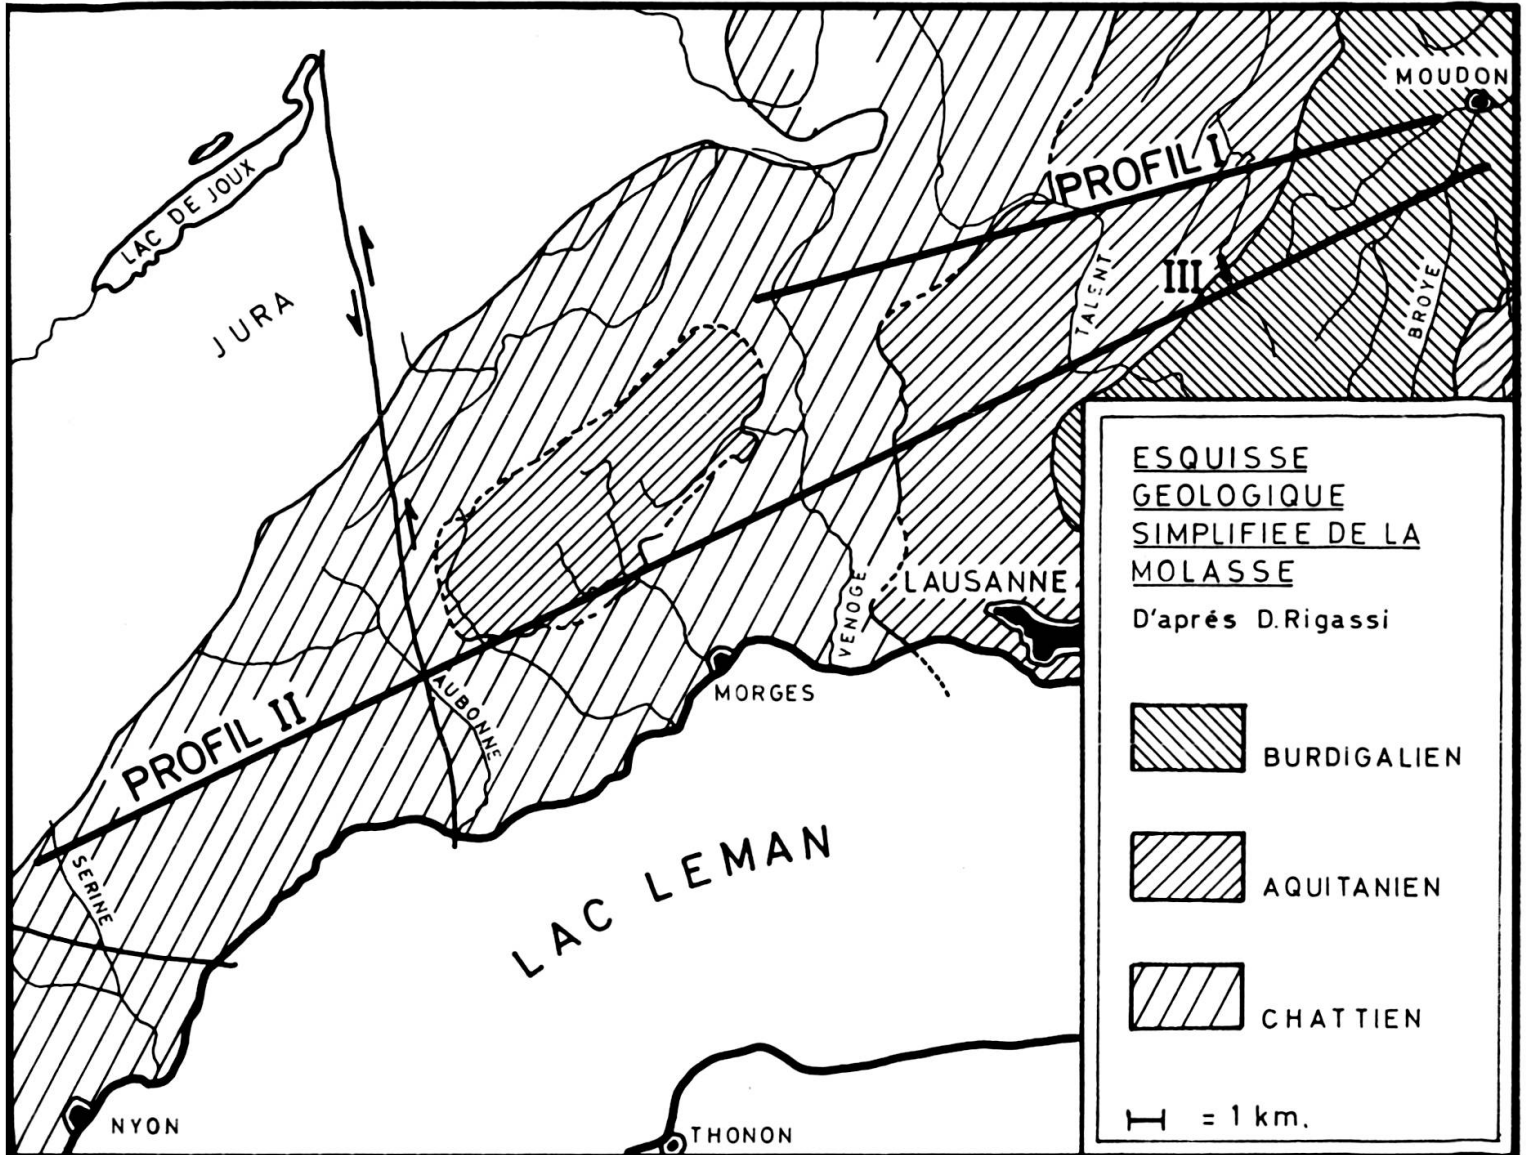 MOUDON
PROFIL I
LAC DE JOUX
JURA
III
TALENT
BROYE
ESQUISSE
GEOLOGIQUE
SIMPLIFIEE DE LA
MOLASSE
D'aprés D.Rigassi
LAUSANNE
VENOGE
MORGES
AUBONNE
PROFIL II
BURDIGALIEN
SERINE
LAC LEMAN
AQUITANIEN
CHATTIEN
NYON
THONON
= 1 km.